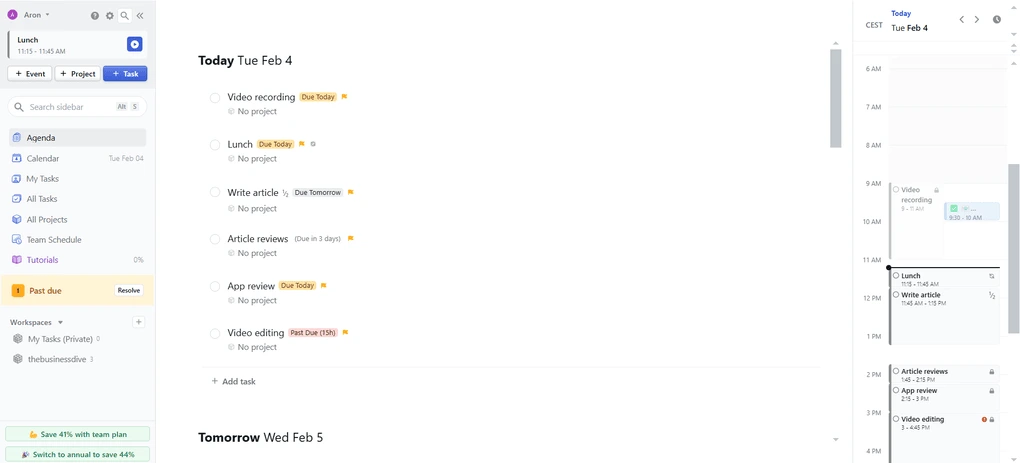 A Aron
Lunch
11:15 - 11:45 AM
+ Event + Project + Task
Search sidebar Alt S
Agenda
Calendar Tue Feb 04
My Tasks
All Tasks
All Projects
Team Schedule
Tutorials 0%
! Past due Resolve
Workspaces +
My Tasks (Private) 0
thebusinessdive 3
💪 Save 41% with team plan
🎉 Switch to annual to save 44%
Today Tue Feb 4
Video recording Due Today
No project
Lunch Due Today
No project
Write article ½ Due Tomorrow
No project
Article reviews (Due in 3 days)
No project
App review Due Today
No project
Video editing Past Due (15h)
No project
+ Add task
Tomorrow Wed Feb 5
CEST Today
Tue Feb 4
6 AM
7 AM
8 AM
9 AM
Video
recording
9 - 11 AM
...
9:30 - 10 AM
10 AM
11 AM
Lunch
11:15 - 11:45 AM
Write article ½
11:45 AM - 1:15 PM
12 PM
1 PM
2 PM
Article reviews
1:45 - 2:15 PM
App review
2:15 - 3 PM
3 PM
Video editing
3 - 4:45 PM
4 PM